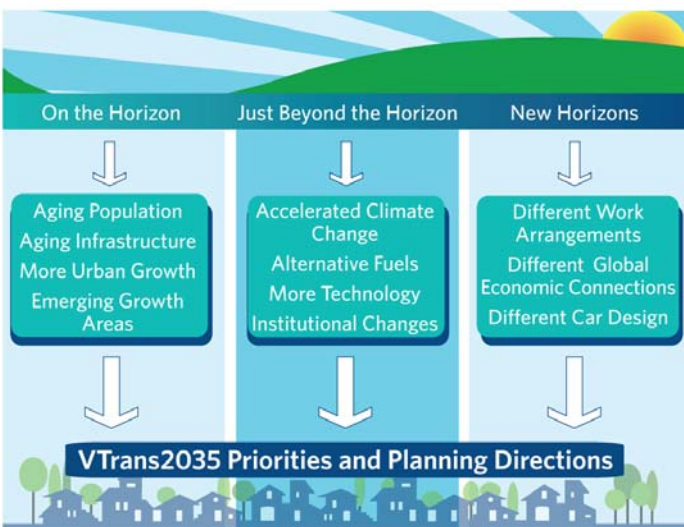 On the Horizon
Just Beyond the Horizon
New Horizons
Aging Population
Aging Infrastructure
More Urban Growth
Emerging Growth
Areas
Accelerated Climate
Change
Alternative Fuels
More Technology
Institutional Changes
Different Work
Arrangements
Different Global
Economic Connections
Different Car Design
VTrans2035 Priorities and Planning Directions